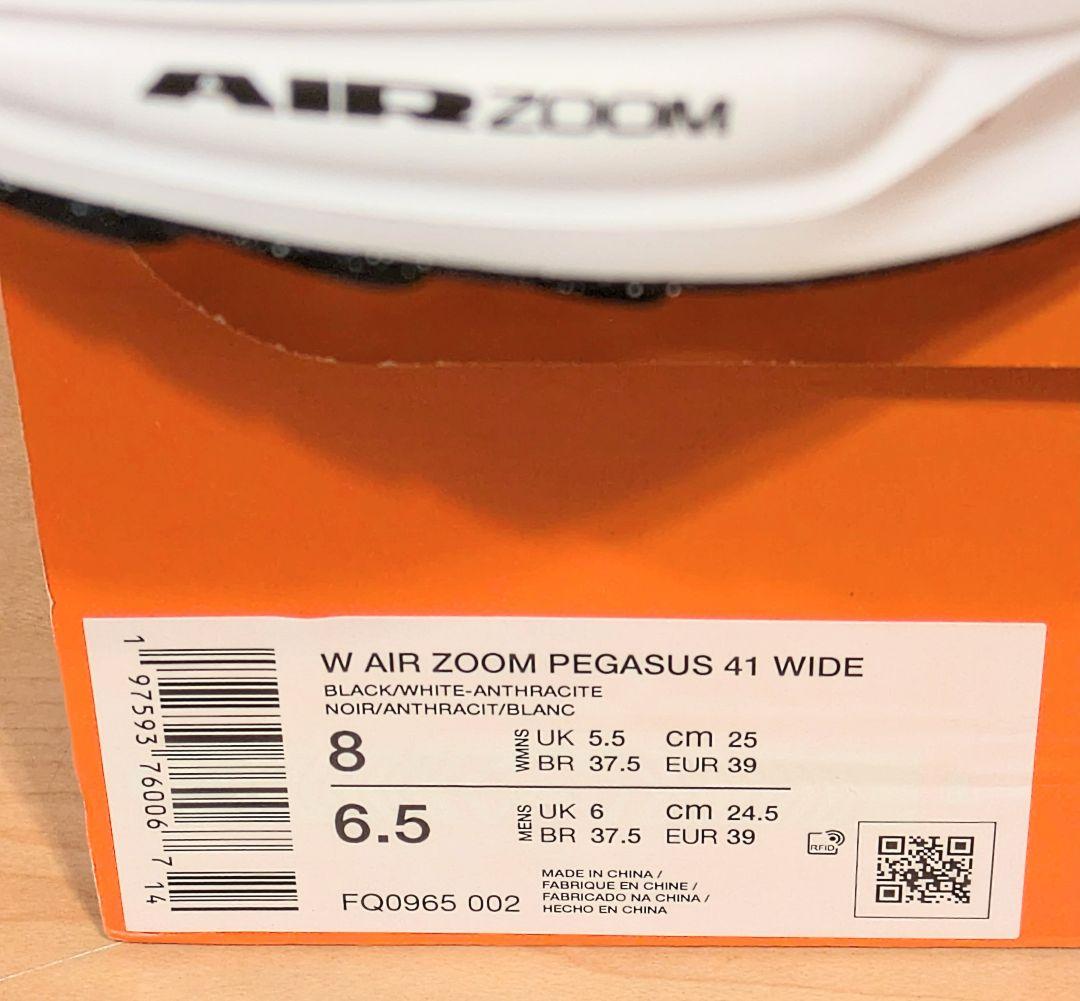 AIR ZOOM
W AIR ZOOM PEGASUS 41 WIDE
BLACK/WHITE-ANTHRACITE
NOIR/ANTHRACIT/BLANC
8 WMNS UK 5.5 cm 25
BR 37.5 EUR 39
6.5 MENS UK 6 cm 24.5
BR 37.5 EUR 39
RFID
FQ0965 002
MADE IN CHINA /
FABRIQUE EN CHINE /
FABRICADO NA CHINA /
HECHO EN CHINA
1 97593 76006 7 14